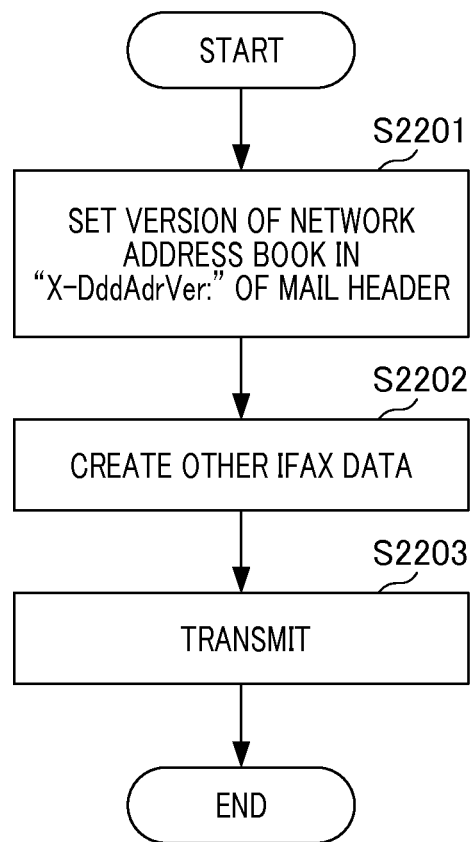 START
S2201
SET VERSION OF NETWORK
ADDRESS BOOK IN
“X-DddAdrVer:” OF MAIL HEADER
S2202
CREATE OTHER IFAX DATA
S2203
TRANSMIT
END